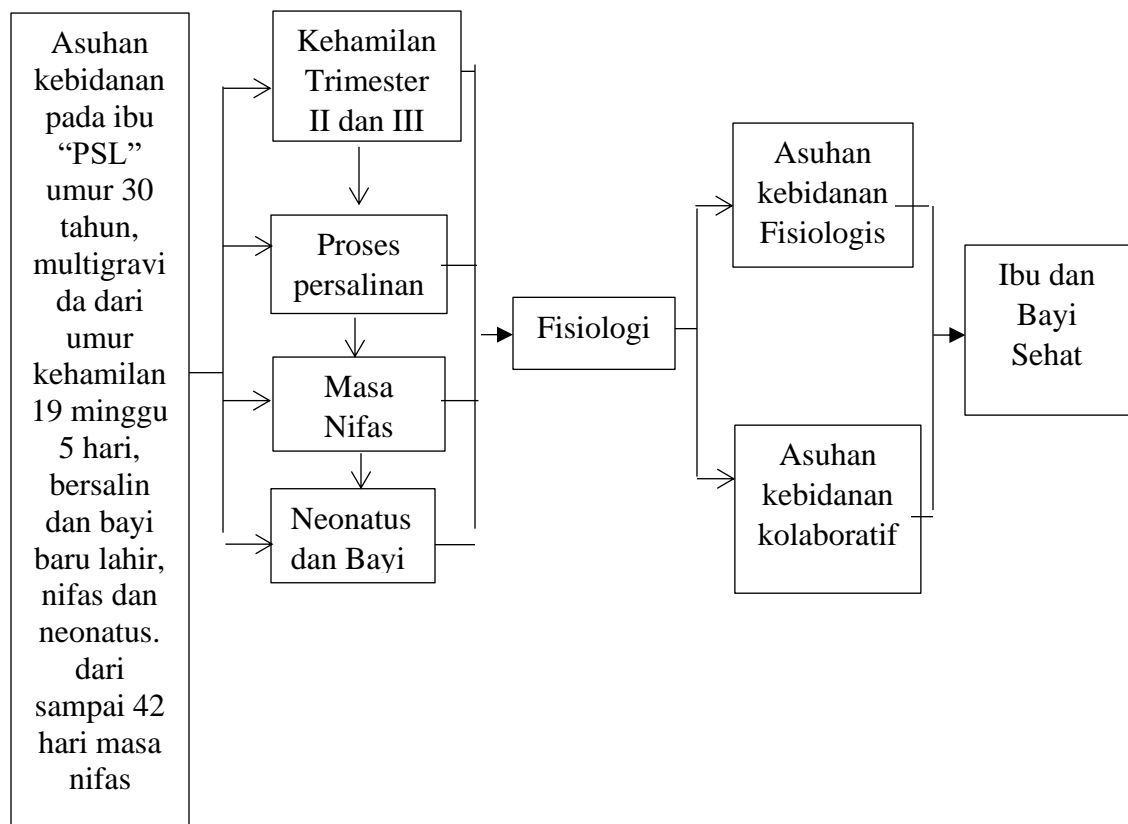 Asuhan
kebidanan
pada ibu
“PSL”
umur 30
tahun,
multigravi
da dari
umur
kehamilan
19 minggu
5 hari,
bersalin
dan bayi
baru lahir,
nifas dan
neonatus.
dari
sampai 42
hari masa
nifas
Kehamilan
Trimester
II dan III
Proses
persalinan
Masa
Nifas
Neonatus
dan Bayi
Fisiologi
Asuhan
kebidanan
Fisiologis
Asuhan
kebidanan
kolaboratif
Ibu dan
Bayi
Sehat